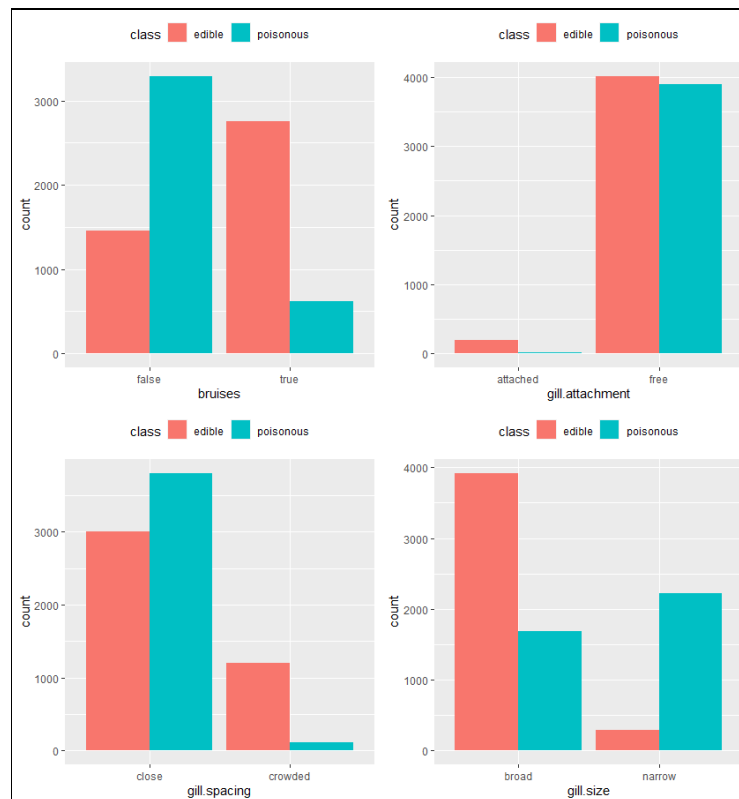 class edible poisonous
3000
2000
1000
0
count
false true
bruises
class edible poisonous
4000
3000
2000
1000
0
count
attached free
gill.attachment
class edible poisonous
3000
2000
1000
0
count
close crowded
gill.spacing
class edible poisonous
4000
3000
2000
1000
0
count
broad narrow
gill.size